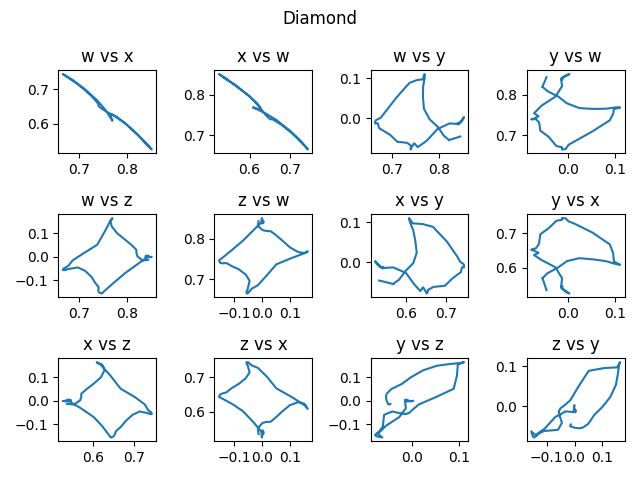 Diamond
w vs x
x vs w
w vs y
y vs w
0.7
0.6
0.7 0.8
0.8
0.7
0.6 0.7
0.1
0.0
0.7 0.8
0.8
0.7
0.0 0.1
w vs z
z vs w
x vs y
y vs x
0.1
0.0
−0.1
0.7 0.8
0.8
0.7
−0.1 0.0 0.1
0.1
0.0
0.6 0.7
0.7
0.6
0.0 0.1
x vs z
z vs x
y vs z
z vs y
0.1
0.0
−0.1
0.6 0.7
0.7
0.6
−0.1 0.0 0.1
0.1
0.0
−0.1
0.0 0.1
0.1
0.0
−0.1 0.0 0.1